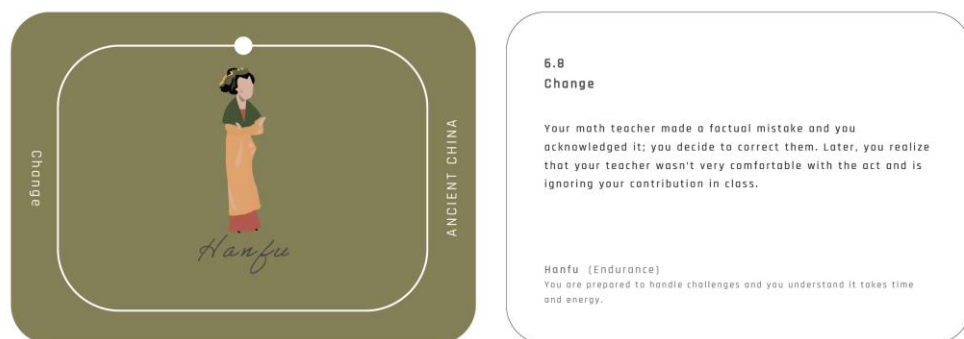 Change
Hanfu
ANCIENT CHINA
6.8
Change
Your math teacher made a factual mistake and you
acknowledged it; you decide to correct them. Later, you realize
that your teacher wasn't very comfortable with the act and is
ignoring your contribution in class.
Hanfu (Endurance)
You are prepared to handle challenges and you understand it takes time
and energy.